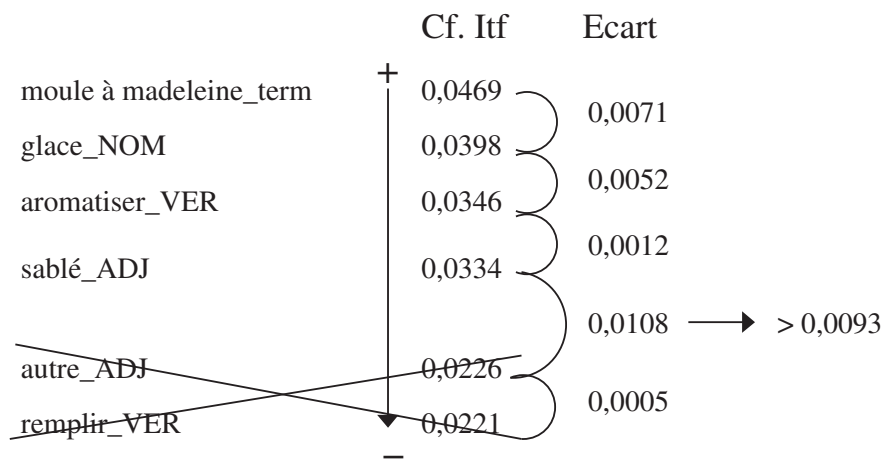 Cf. Itf Ecart
+
moule à madeleine_term 0,0469
0,0071
glace_NOM 0,0398
0,0052
aromatiser_VER 0,0346
0,0012
sablé_ADJ 0,0334
0,0108 > 0,0093
autre_ADJ 0,0226
0,0005
remplir_VER 0,0221
−